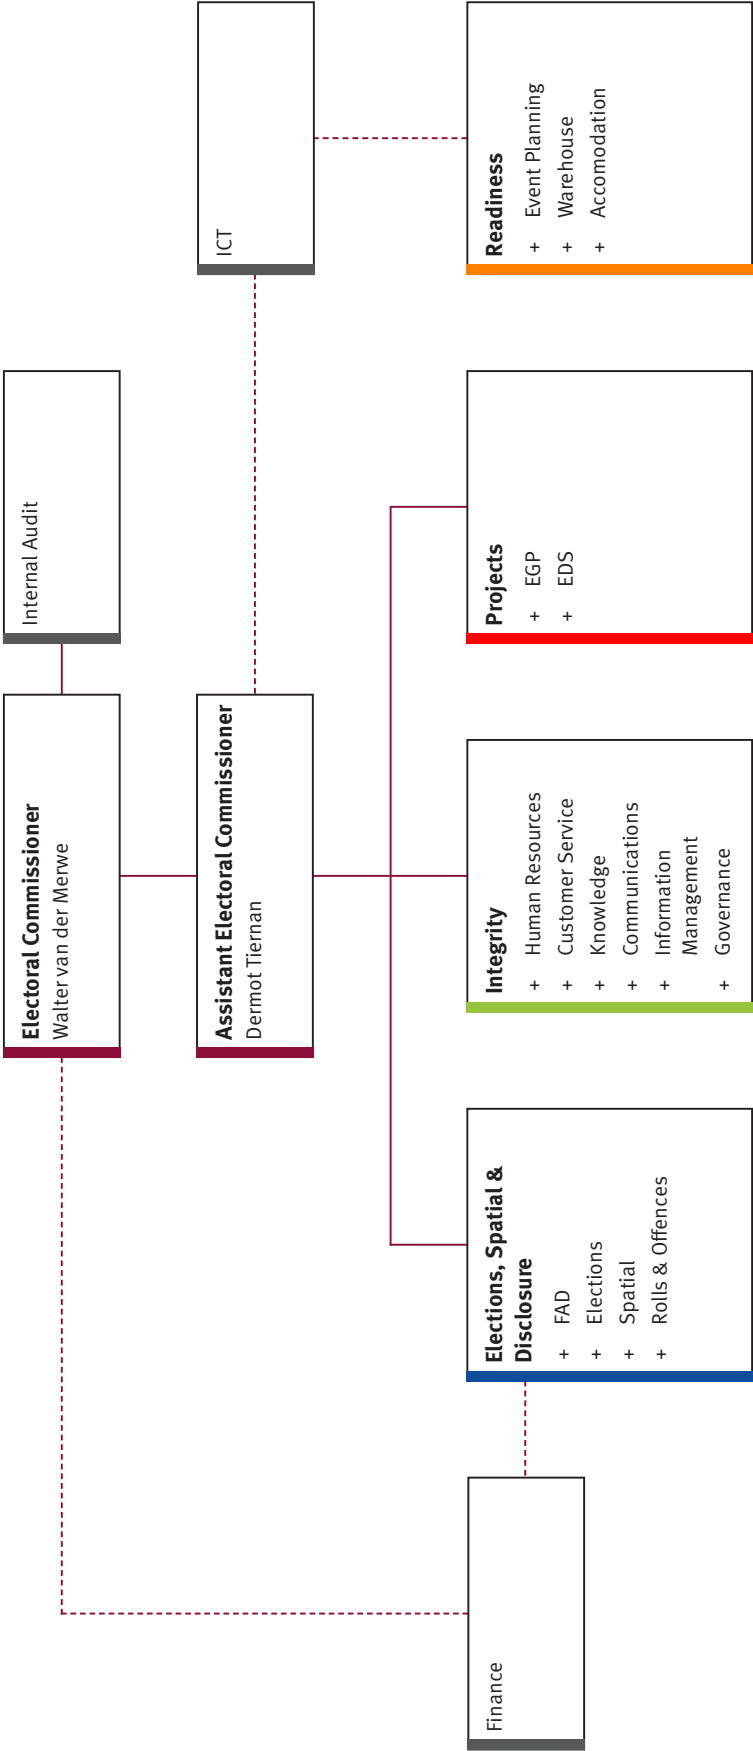 Electoral Commissioner
Walter van der Merwe
Internal Audit
Assistant Electoral Commissioner
Dermot Tiernan
ICT
Finance
Elections, Spatial &
Disclosure
+ FAD
+ Elections
+ Spatial
+ Rolls & Offences
Integrity
+ Human Resources
+ Customer Service
+ Knowledge
+ Communications
+ Information
Management
+ Governance
Projects
+ EGP
+ EDS
Readiness
+ Event Planning
+ Warehouse
+ Accomodation